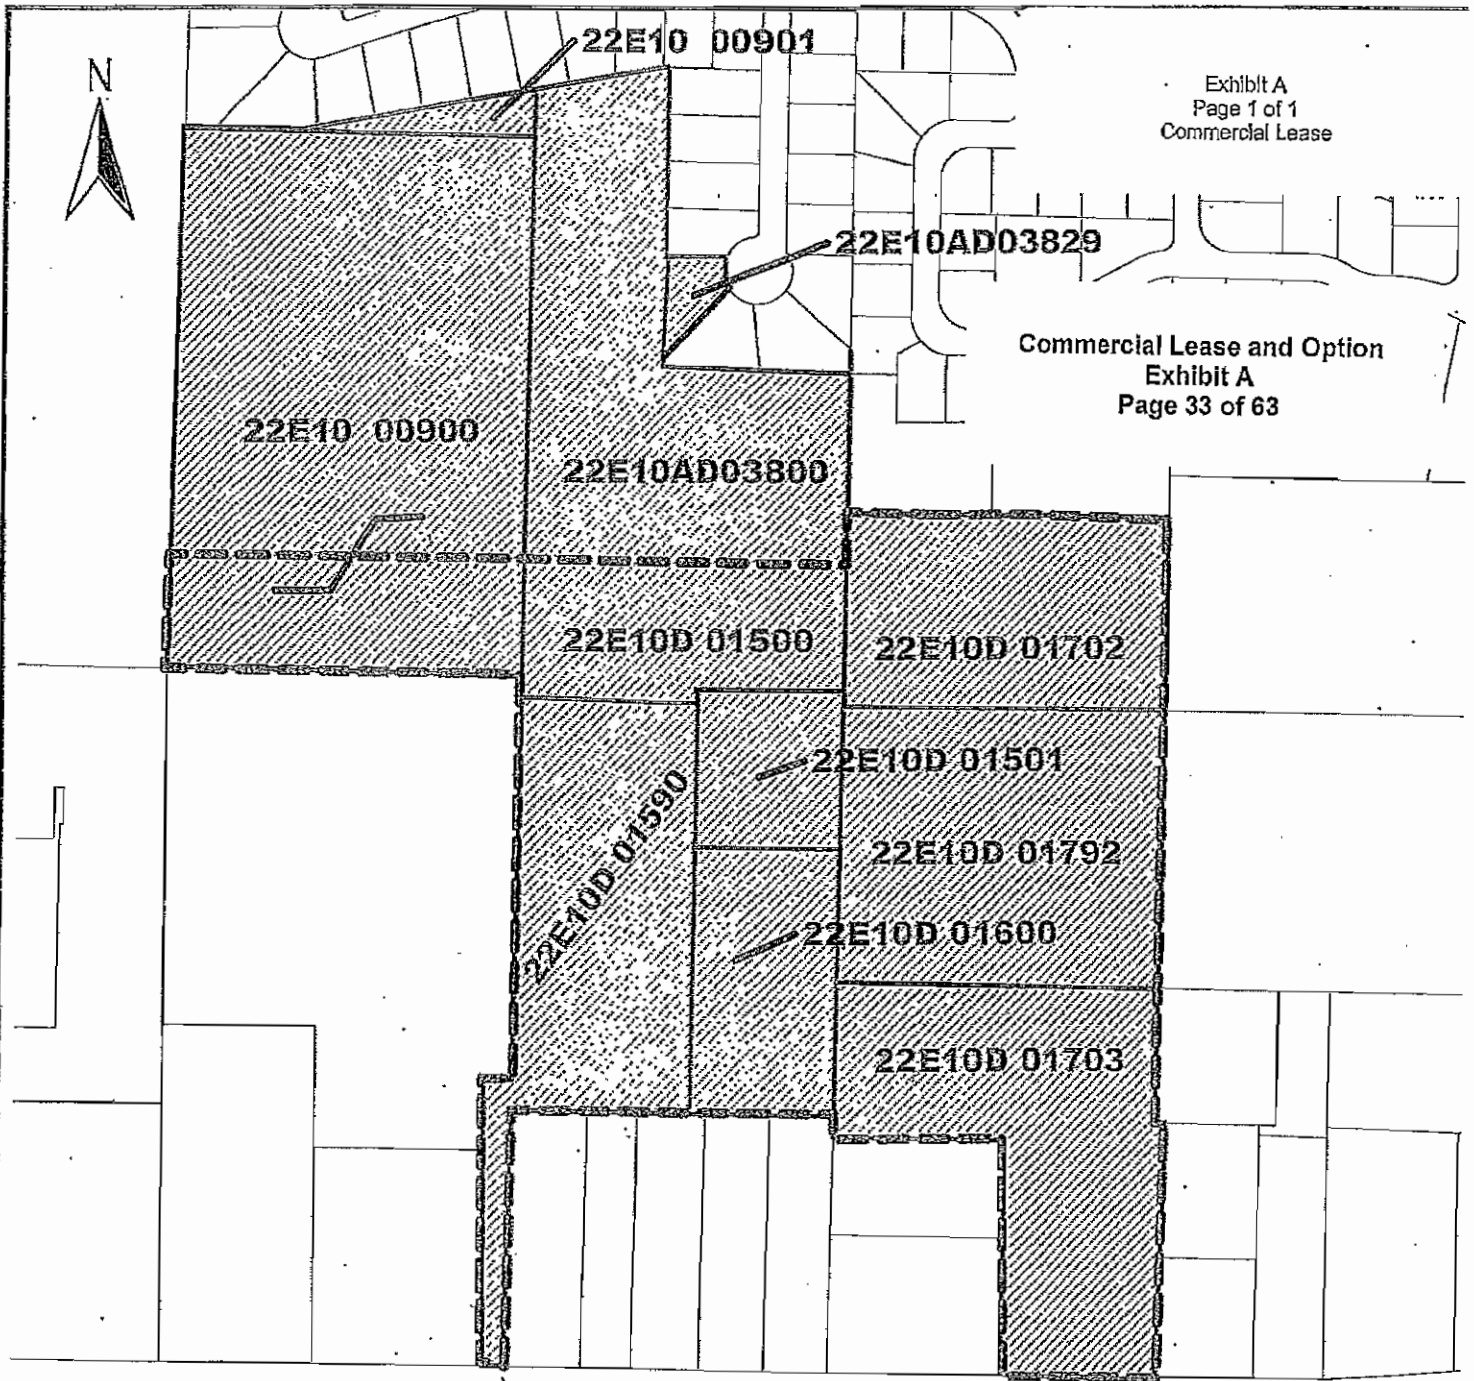 22E10 00901
N
Exhibit A
Page 1 of 1
Commercial Lease
22E10AD03829
Commercial Lease and Option
Exhibit A
Page 33 of 63
22E10 00900
22E10AD03800
22E10D 01500
22E10D 01702
22E10D 01501
22E10D 01590
22E10D 01792
22E10D 01600
22E10D 01703